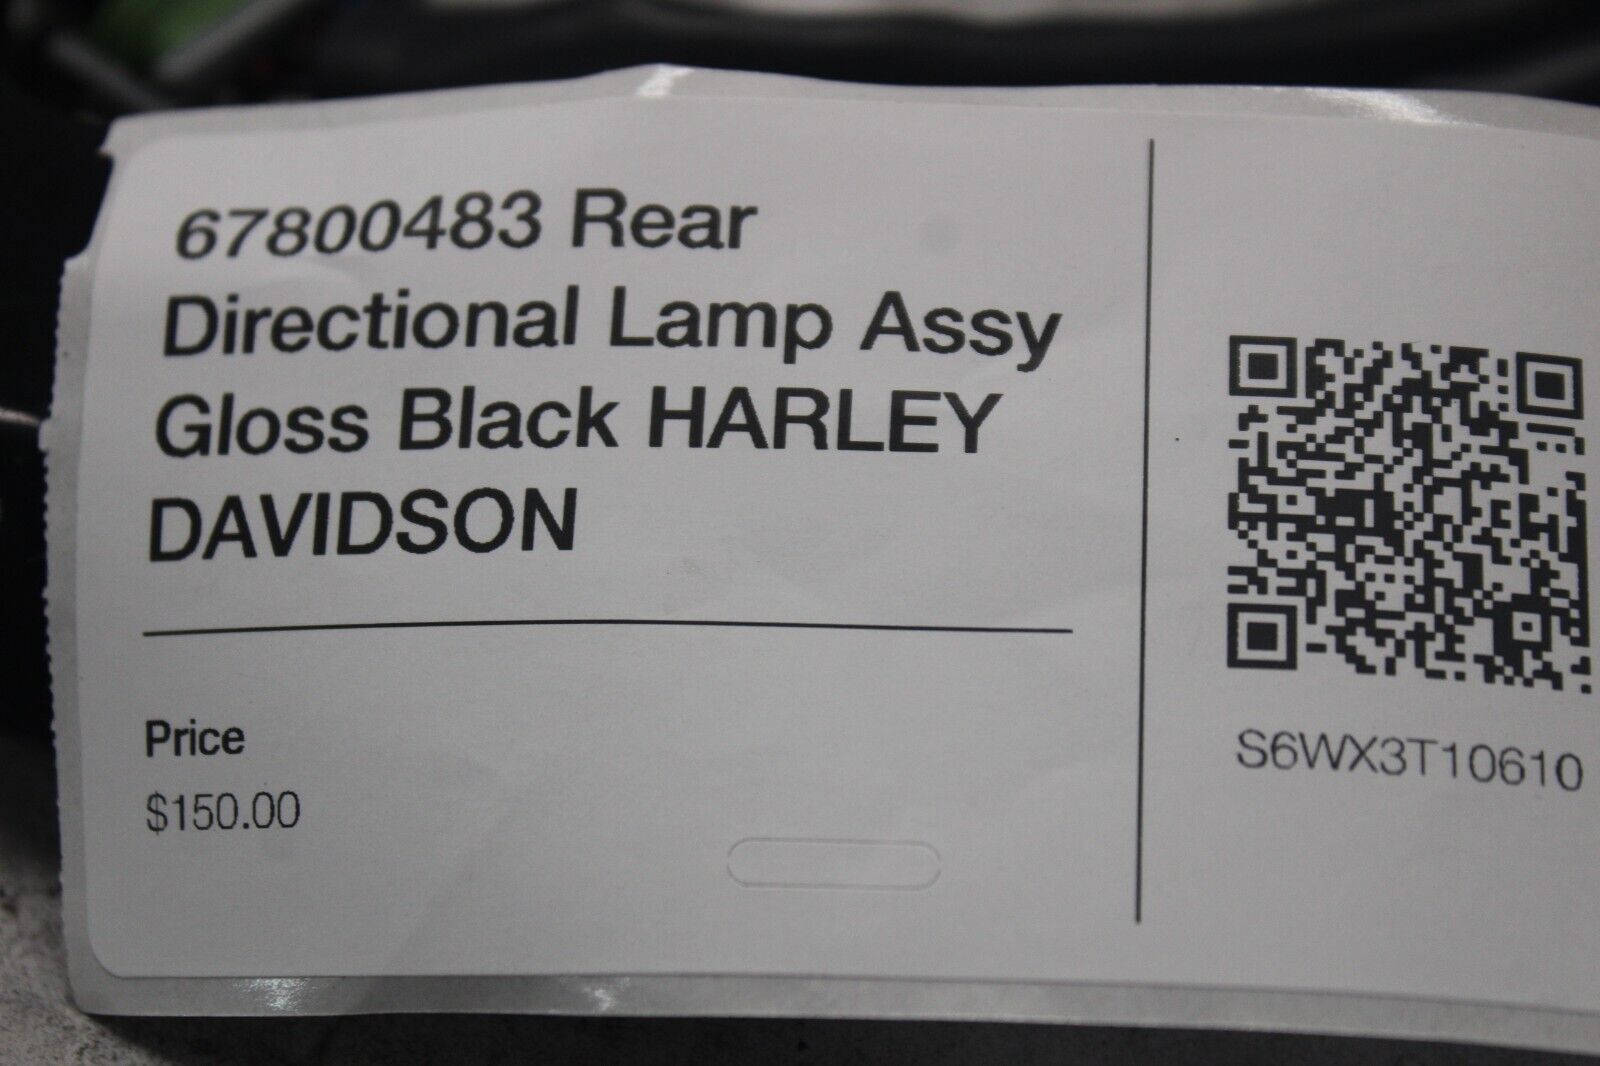 67800483 Rear
Directional Lamp Assy
Gloss Black HARLEY
DAVIDSON
Price
$150.00
S6WX3T10610